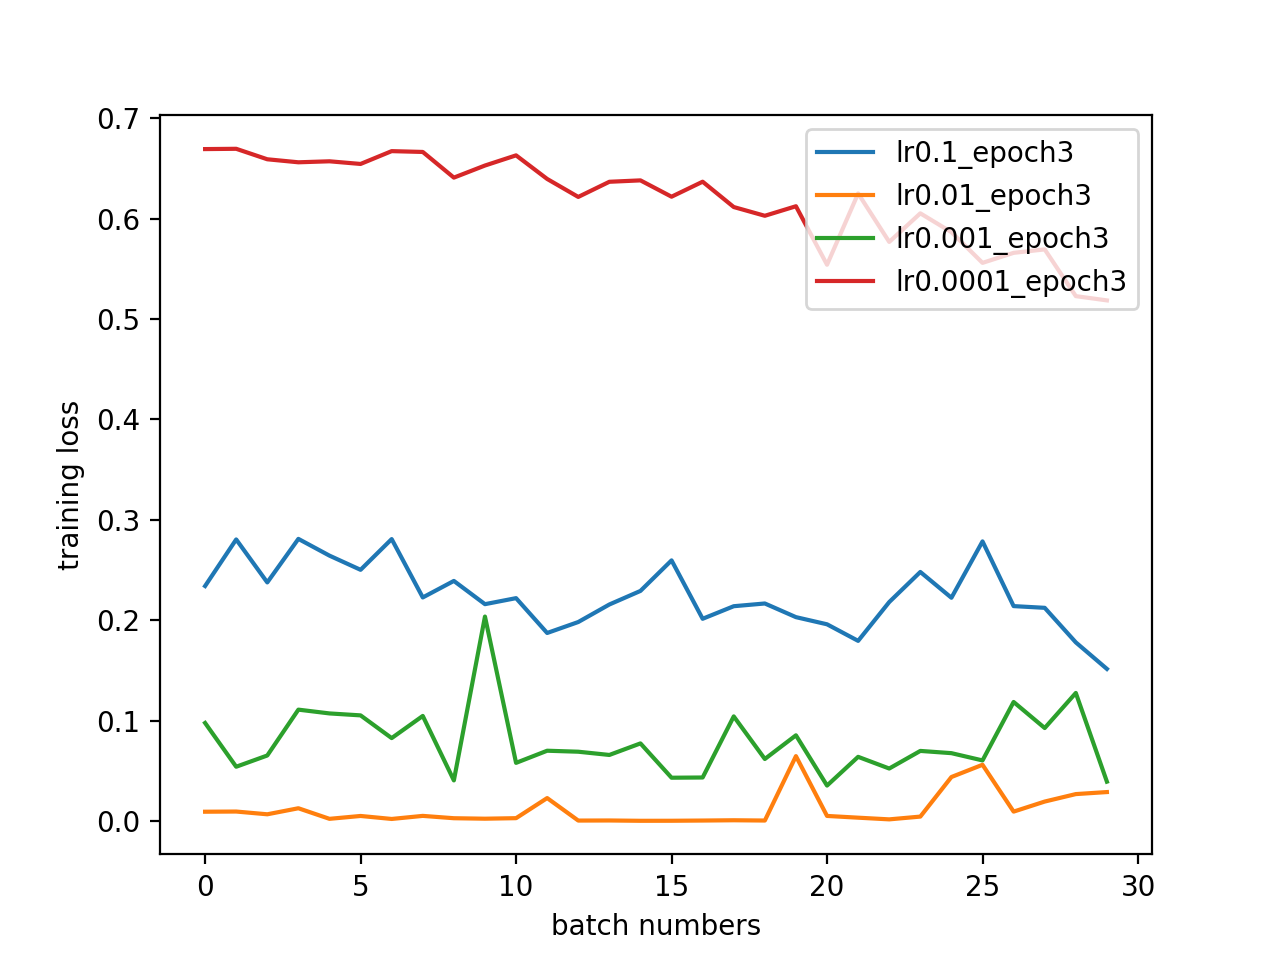 0.7
0.6
0.5
0.4
0.3
0.2
0.1
0.0
training loss
lr0.1_epoch3
lr0.01_epoch3
lr0.001_epoch3
lr0.0001_epoch3
0 5 10 15 20 25 30
batch numbers